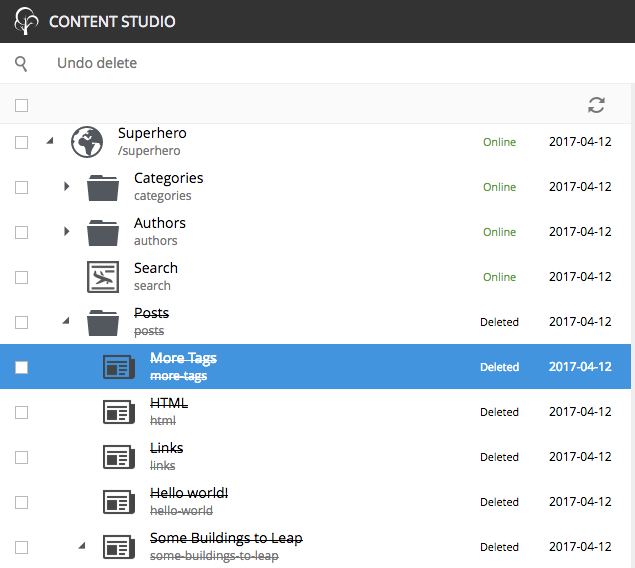 CONTENT STUDIO
Undo delete
Superhero
/superhero
Online
2017-04-12
Categories
categories
Online
2017-04-12
Authors
authors
Online
2017-04-12
Search
search
Online
2017-04-12
Posts
posts
Deleted
2017-04-12
More Tags
more-tags
Deleted
2017-04-12
HTML
html
Deleted
2017-04-12
Links
links
Deleted
2017-04-12
Hello world!
hello-world
Deleted
2017-04-12
Some Buildings to Leap
some-buildings-to-leap
Deleted
2017-04-12